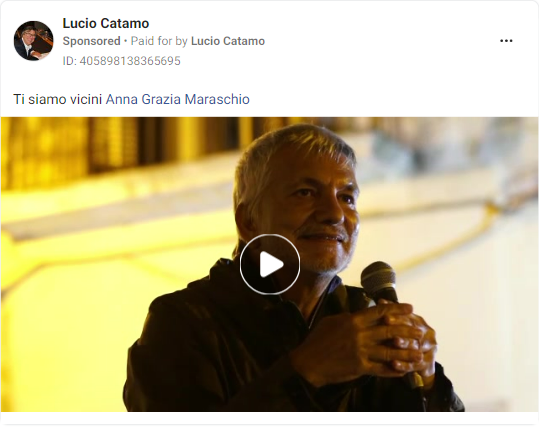 Lucio Catamo
Sponsored • Paid for by Lucio Catamo
ID: 405898138365695
Ti siamo vicini Anna Grazia Maraschio